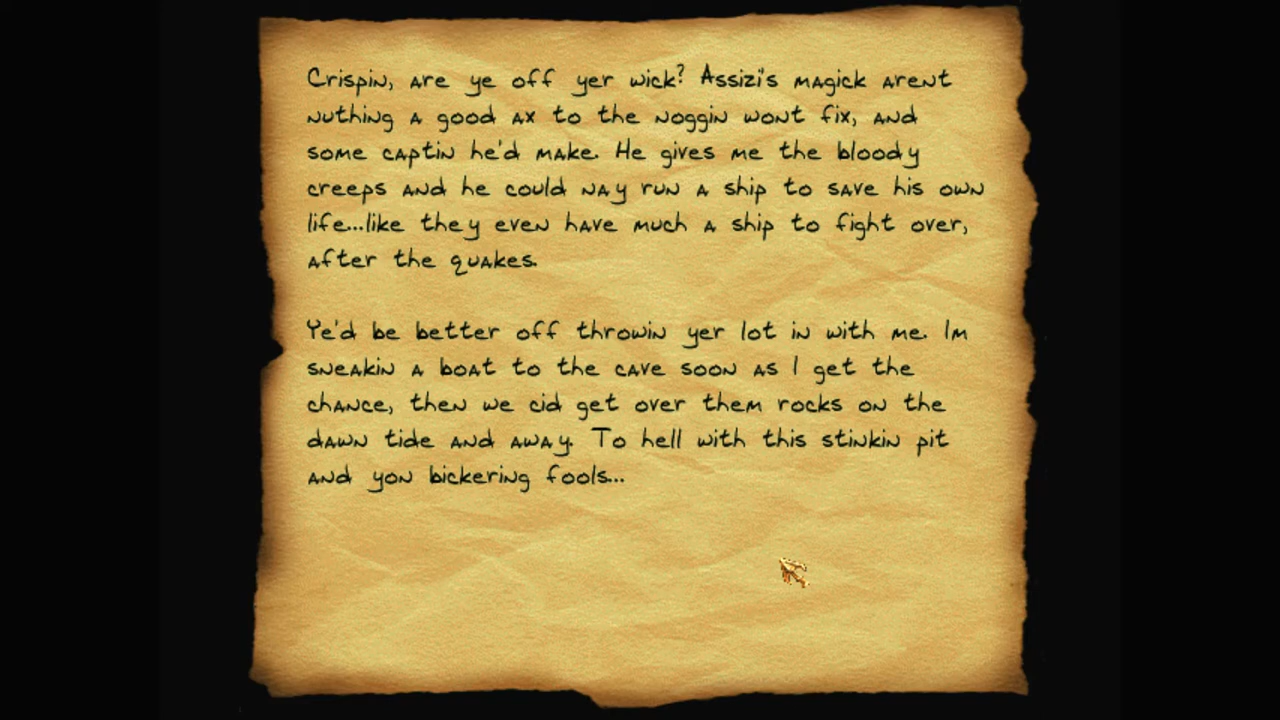 Crispin, are ye off yer wick? Assizi's magick arent
nuthing a good ax to the noggin wont fix, and
some captin he'd make. He gives me the bloody
creeps and he could nay run a ship to save his own
life...like they even have much a ship to fight over,
after the quakes.
Ye'd be better off throwin yer lot in with me. Im
sneakin a boat to the cave soon as I get the
chance, then we cid get over them rocks on the
dawn tide and away. To hell with this stinkin pit
and yon bickering fools...